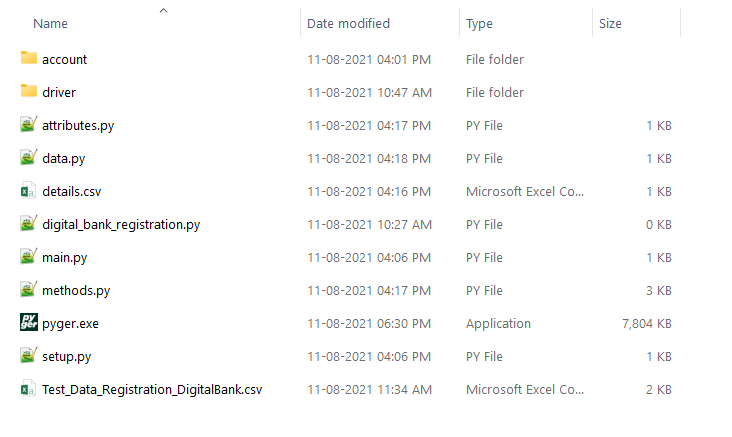 Name Date modified Type Size
account 11-08-2021 04:01 PM File folder
driver 11-08-2021 10:47 AM File folder
attributes.py 11-08-2021 04:17 PM PY File 1 KB
data.py 11-08-2021 04:18 PM PY File 1 KB
details.csv 11-08-2021 04:16 PM Microsoft Excel Co... 1 KB
digital_bank_registration.py 11-08-2021 10:27 AM PY File 0 KB
main.py 11-08-2021 04:06 PM PY File 1 KB
methods.py 11-08-2021 04:17 PM PY File 3 KB
py ger pyger.exe 11-08-2021 06:30 PM Application 7,804 KB
setup.py 11-08-2021 04:06 PM PY File 1 KB
Test_Data_Registration_DigitalBank.csv 11-08-2021 11:34 AM Microsoft Excel Co... 2 KB